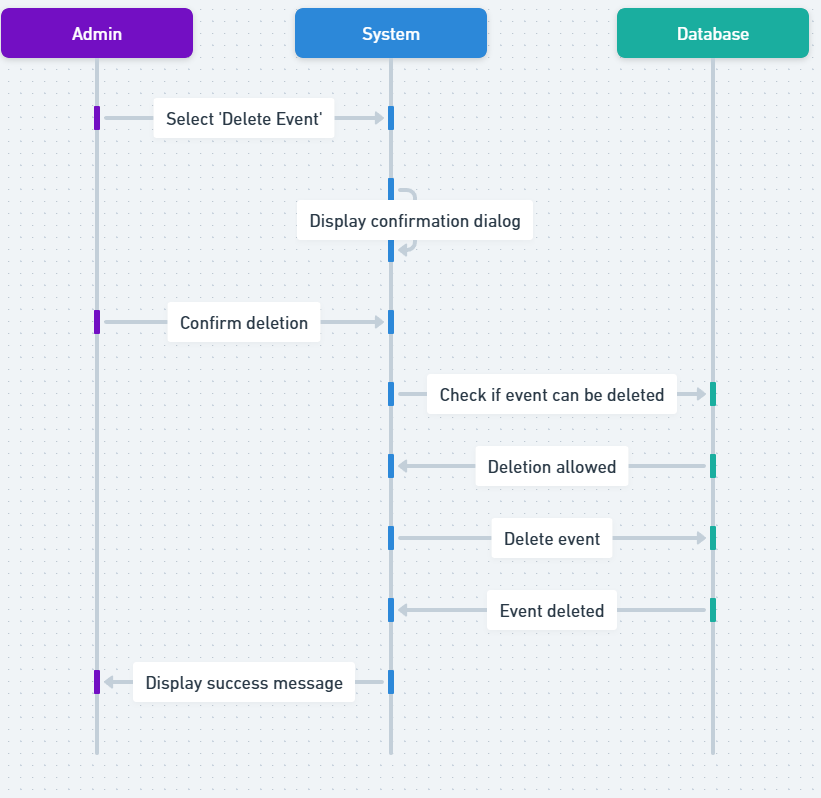 Admin
System
Database
Select 'Delete Event'
Display confirmation dialog
Confirm deletion
Check if event can be deleted
Deletion allowed
Delete event
Event deleted
Display success message